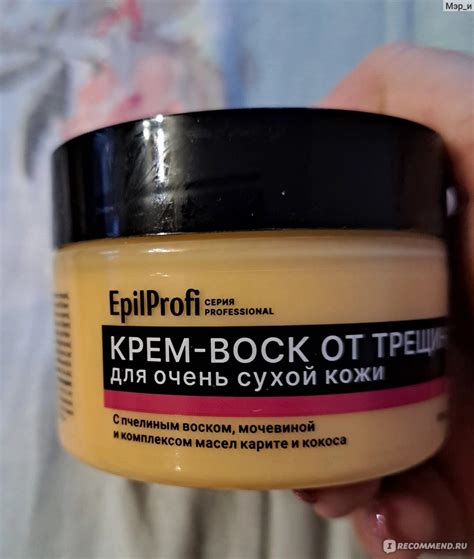 Мэр_и
EpilProfi СЕРИЯ
PROFESSIONAL
КРЕМ-ВОСК ОТ ТРЕЩИ
для очень сухой кожи
С пчелиным воском, мочевиной
и комплексом масел карите и кокоса
I RECOMMEND.RU